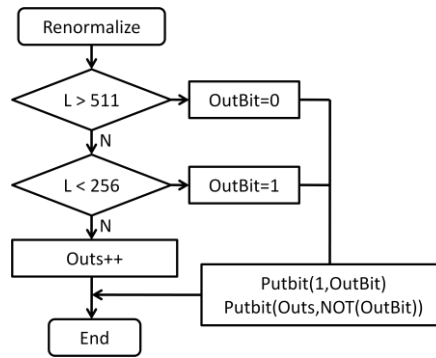 Renormalize
L > 511
OutBit=0
N
L < 256
OutBit=1
N
Outs++
Putbit(1,OutBit)
Putbit(Outs,NOT(OutBit))
End